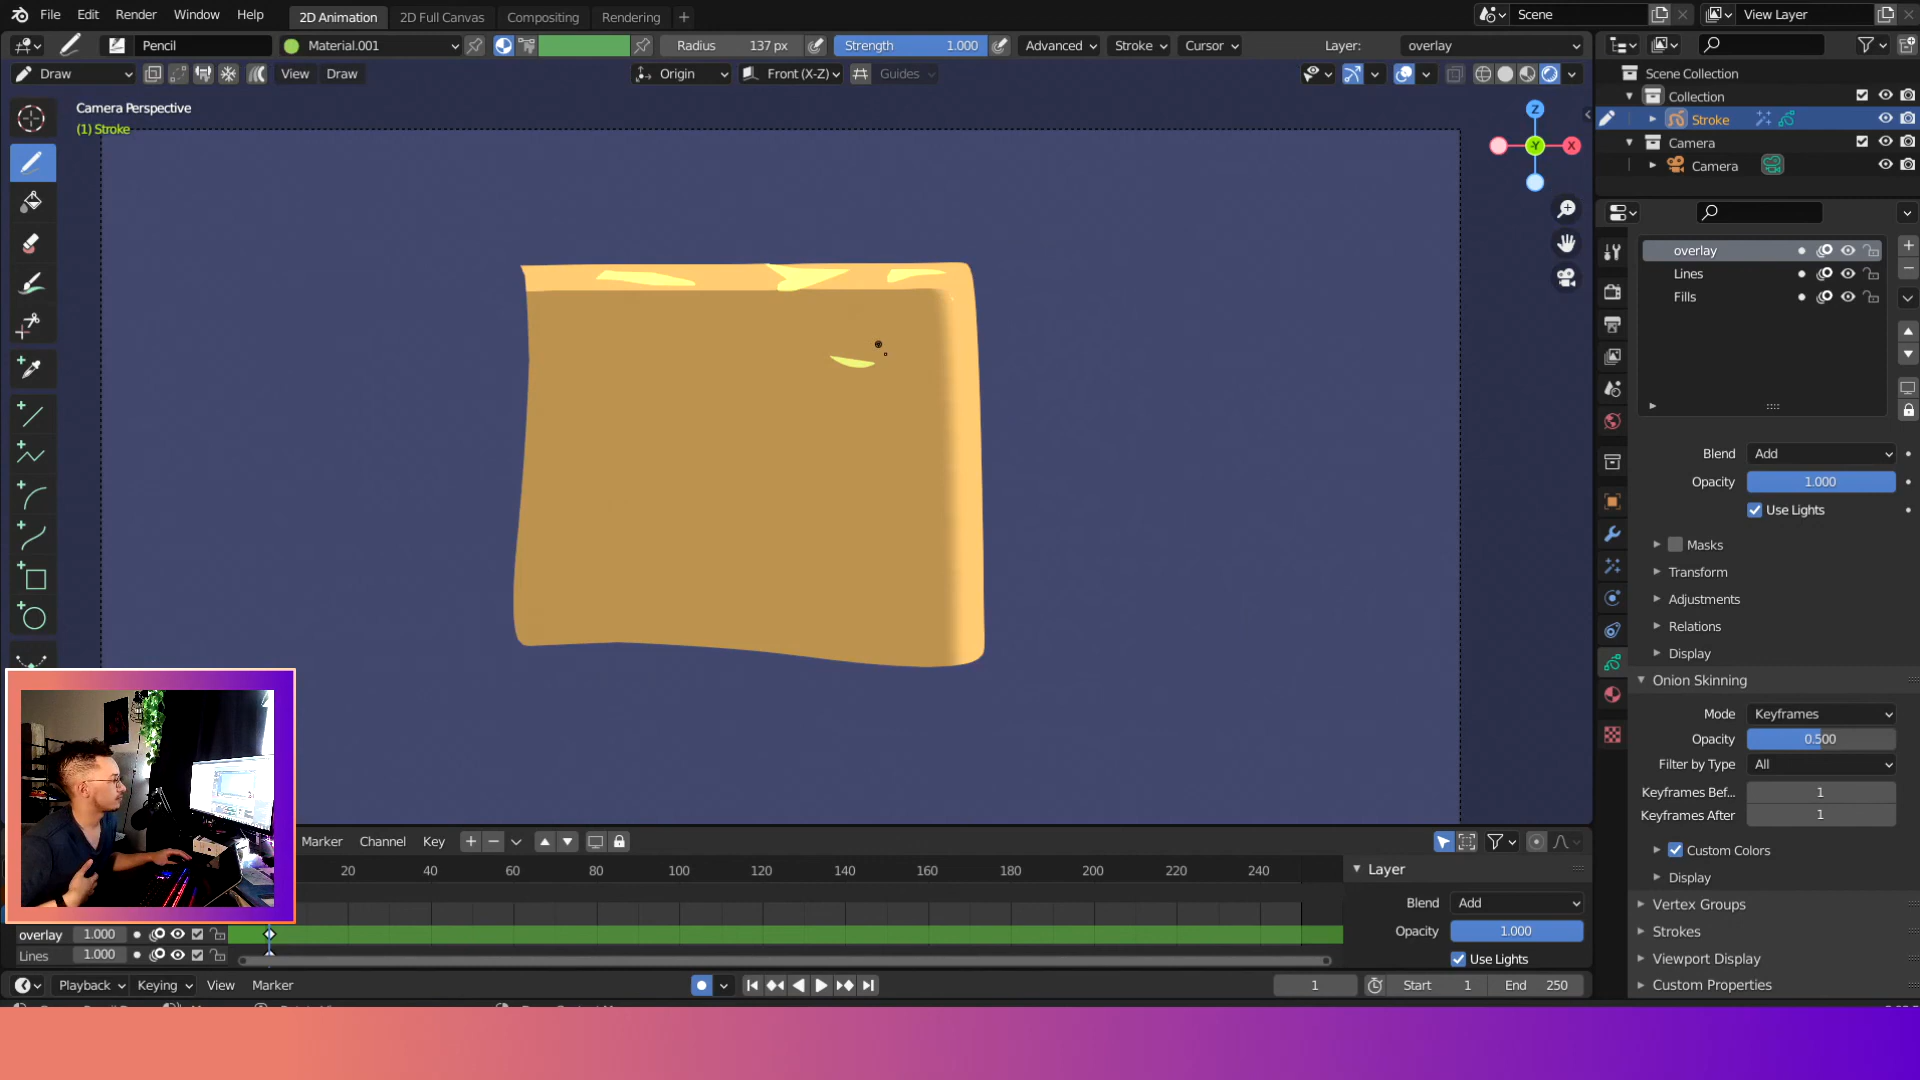 File Edit Render Window Help 2D Animation 2D Full Canvas Compositing Rendering + Scene View Layer
Pencil Material.001 Radius 137 px Strength 1.000 Advanced Stroke Cursor Layer: overlay
Draw View Draw Origin Front (X-Z) Guides
Scene Collection
Collection
Stroke
Camera
Camera
Camera Perspective
(1) Stroke
Z
X
-Y
overlay
Lines
Fills
Blend Add
Opacity 1.000
Use Lights
Masks
Transform
Adjustments
Relations
Display
Onion Skinning
Mode Keyframes
Opacity 0.500
Filter by Type All
Keyframes Bef... 1
Keyframes After 1
Custom Colors
Display
Vertex Groups
Strokes
Viewport Display
Custom Properties
Marker Channel Key
20 40 60 80 100 120 140 160 180 200 220 240
Layer
Blend Add
Opacity 1.000
Use Lights
overlay 1.000
Lines 1.000
Playback Keying View Marker 1 Start 1 End 250